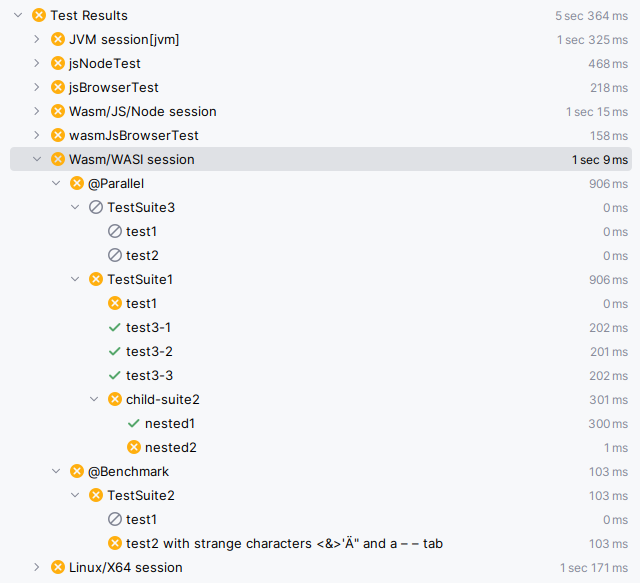 Test Results 5 sec 364 ms
JVM session[jvm] 1 sec 325 ms
jsNodeTest 468 ms
jsBrowserTest 218 ms
Wasm/JS/Node session 1 sec 15 ms
wasmJsBrowserTest 158 ms
Wasm/WASI session 1 sec 9 ms
@Parallel 906 ms
TestSuite3 0 ms
test1 0 ms
test2 0 ms
TestSuite1 906 ms
test1 0 ms
test3-1 202 ms
test3-2 201 ms
test3-3 202 ms
child-suite2 301 ms
nested1 300 ms
nested2 1 ms
@Benchmark 103 ms
TestSuite2 103 ms
test1 0 ms
test2 with strange characters <&>'Ä" and a – – tab 103 ms
Linux/X64 session 1 sec 171 ms